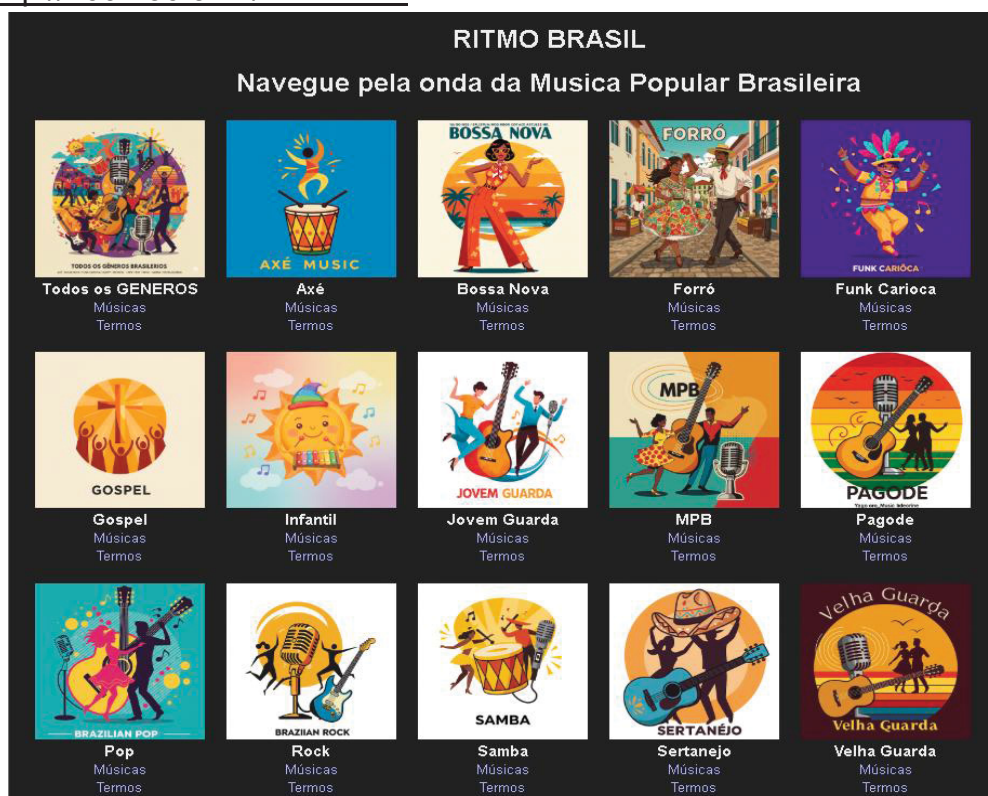 RITMO BRASIL
Navegue pela onda da Musica Popular Brasileira
TODOS OS GÊNEROS BRASILERIOS
AXÉ MUSIC
BOSSA NOVA
FORRÓ
FUNK CARIÓCA
Todos os GENEROS
Axé
Bossa Nova
Forró
Funk Carioca
Músicas
Músicas
Músicas
Músicas
Músicas
Termos
Termos
Termos
Termos
Termos
GOSPEL
JOVEM GUARDA
MPB
PAGODE
Gospel
Infantil
Jovem Guarda
MPB
Pagode
Músicas
Músicas
Músicas
Músicas
Músicas
Termos
Termos
Termos
Termos
Termos
BRAZILIAN POP
BRAZIIAN ROCK
SAMBA
SERTANÉJO
Velha Guarda
Velha Guarda
Pop
Rock
Samba
Sertanejo
Velha Guarda
Músicas
Músicas
Músicas
Músicas
Músicas
Termos
Termos
Termos
Termos
Termos